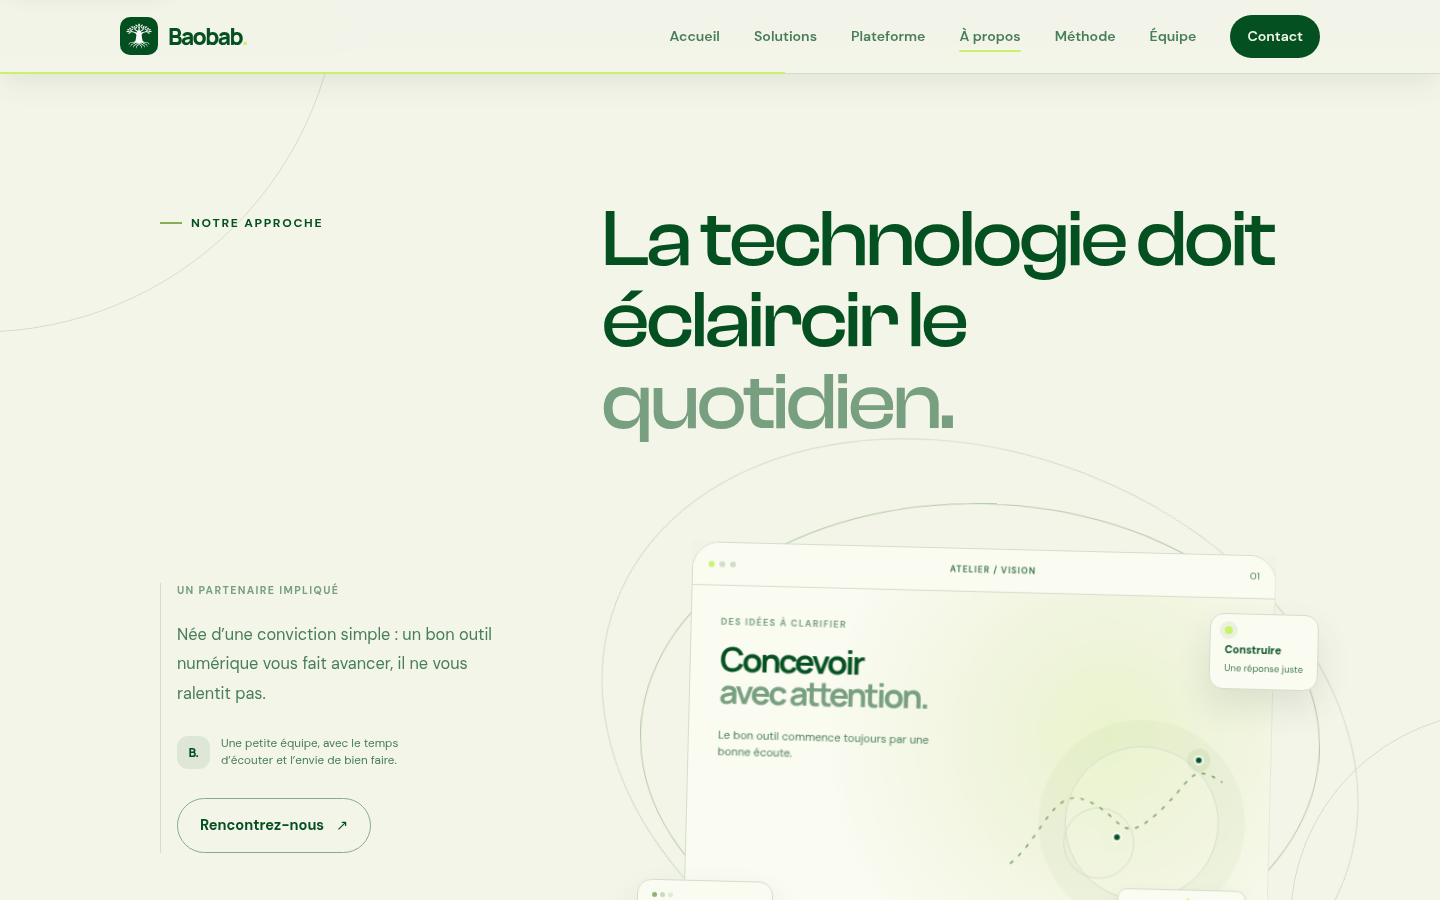 Baobab.
Accueil
Solutions
Plateforme
À propos
Méthode
Équipe
Contact
NOTRE APPROCHE
La technologie doit
éclaircir le
quotidien.
UN PARTENAIRE IMPLIQUÉ
Née d’une conviction simple : un bon outil
numérique vous fait avancer, il ne vous
ralentit pas.
B.
Une petite équipe, avec le temps
d’écouter et l’envie de bien faire.
Rencontrez-nous ↗
ATELIER / VISION
01
DES IDÉES À CLARIFIER
Concevoir
avec attention.
Le bon outil commence toujours par une
bonne écoute.
Construire
Une réponse juste